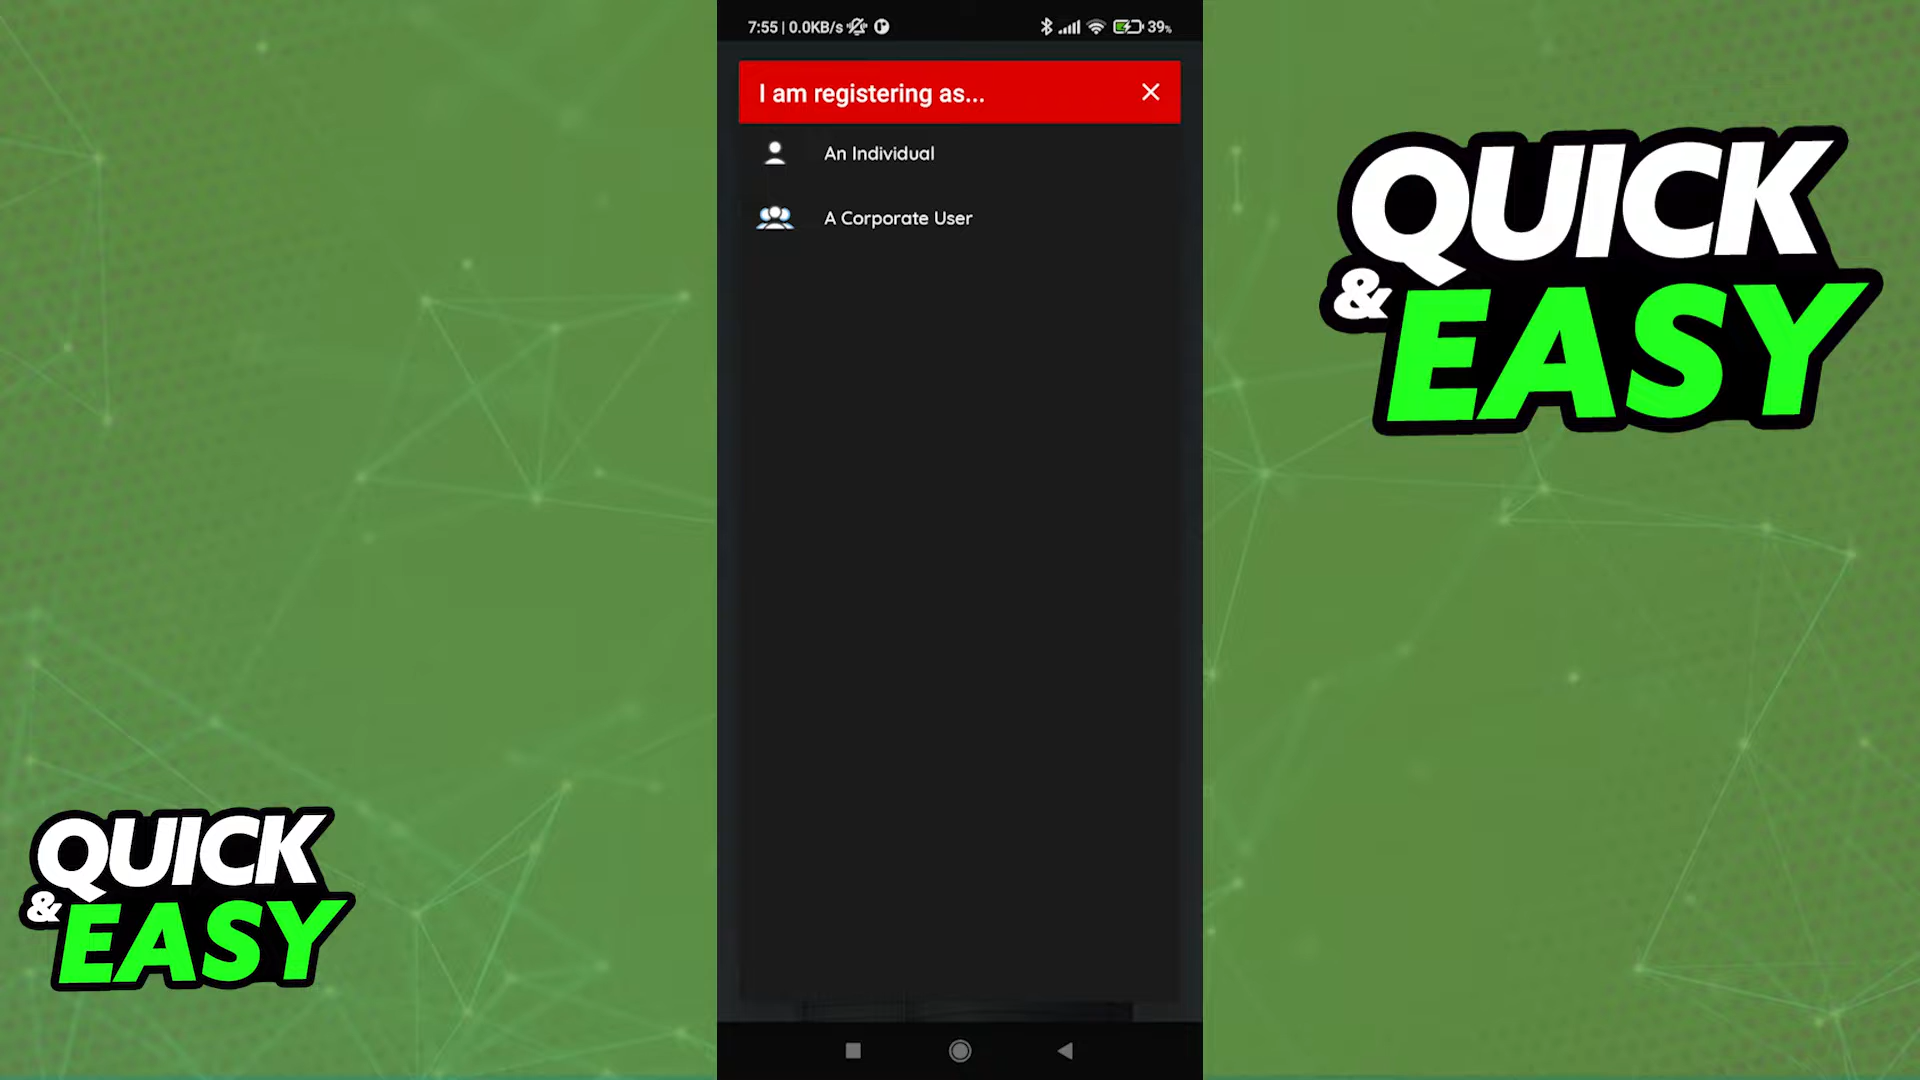 7:55 | 0.0KB/s
39%
I am registering as...
An Individual
A Corporate User
QUICK
& EASY
QUICK
& EASY